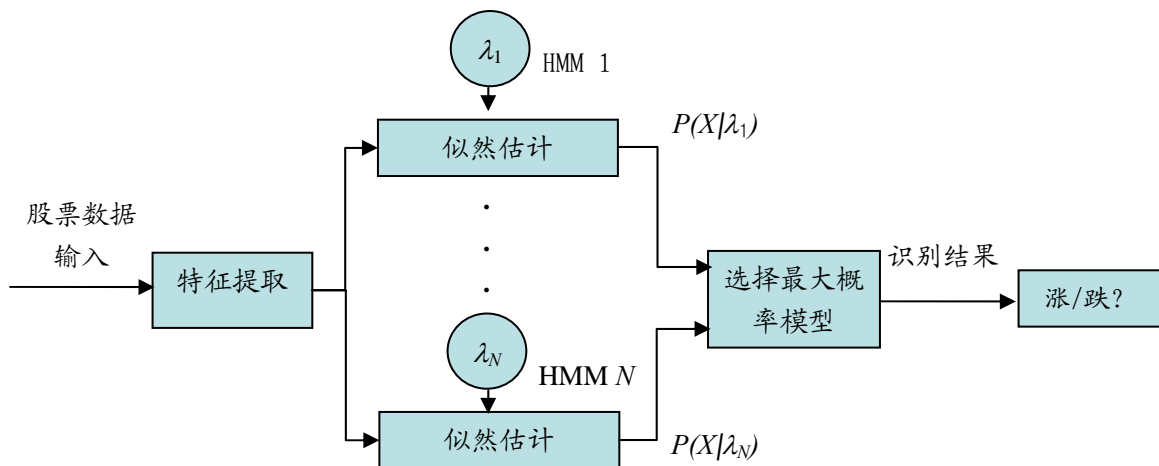 λ1
HMM 1
P(X|λ1)
似然估计
股票数据
输入
特征提取
识别结果
选择最大概
率模型
涨/跌?
λN
HMM N
似然估计
P(X|λN)